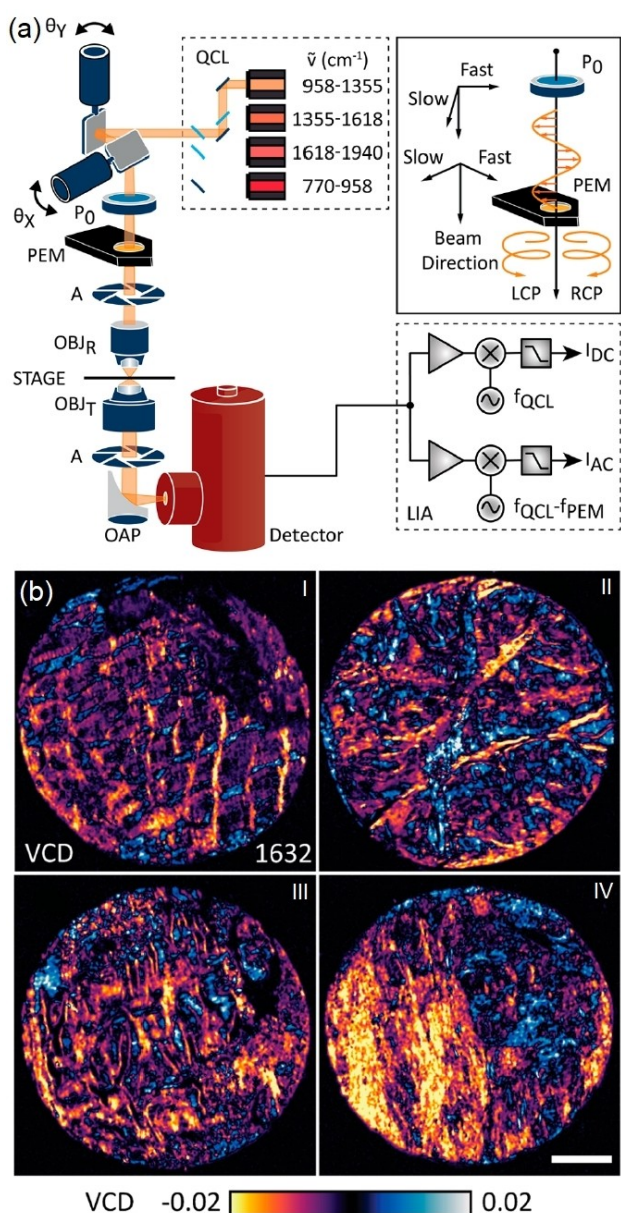 (a)
θY
θX
P0
PEM
A
OBJR
STAGE
OBJT
A
OAP
Detector
QCL ṽ (cm-1)
958-1355
1355-1618
1618-1940
770-958
P0
Fast
Slow
Slow Fast
PEM
Beam
Direction
LCP RCP
IDC
fQCL
IAC
LIA fQCL-fPEM
(b)
I
II
VCD 1632
III
IV
VCD -0.02 0.02